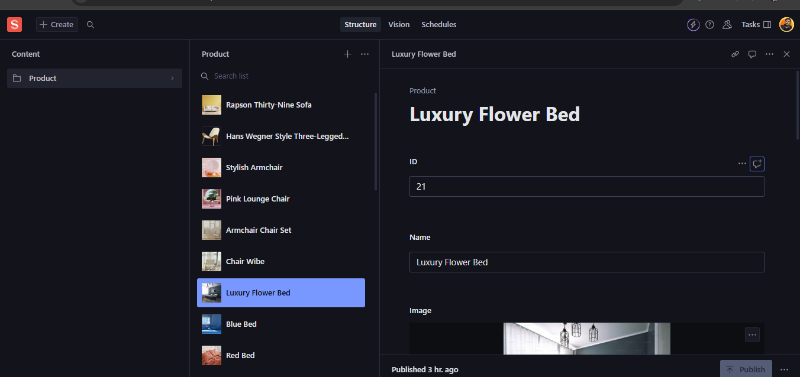 S
Create
Structure
Vision
Schedules
Tasks
Content
Product
Product
Search list
Rapson Thirty-Nine Sofa
Hans Wegner Style Three-Legged...
Stylish Armchair
Pink Lounge Chair
Armchair Chair Set
Chair Wibe
Luxury Flower Bed
Blue Bed
Red Bed
Luxury Flower Bed
Product
Luxury Flower Bed
ID
21
Name
Luxury Flower Bed
Image
Published 3 hr. ago
Publish